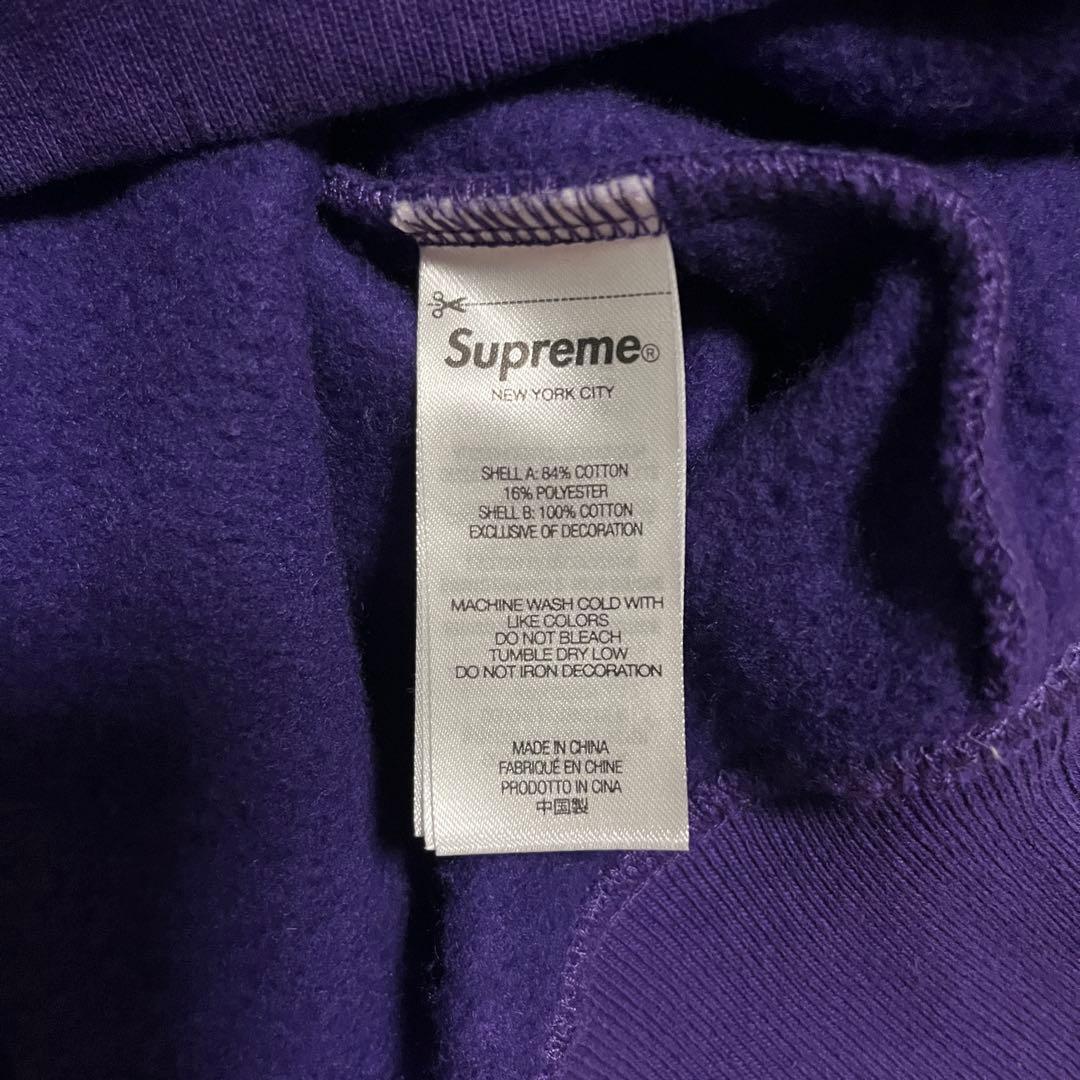 Supreme®
NEW YORK CITY
SHELL A: 84% COTTON
16% POLYESTER
SHELL B: 100% COTTON
EXCLUSIVE OF DECORATION
MACHINE WASH COLD WITH
LIKE COLORS
DO NOT BLEACH
TUMBLE DRY LOW
DO NOT IRON DECORATION
MADE IN CHINA
FABRIQUÉ EN CHINE
PRODOTTO IN CINA
中国製